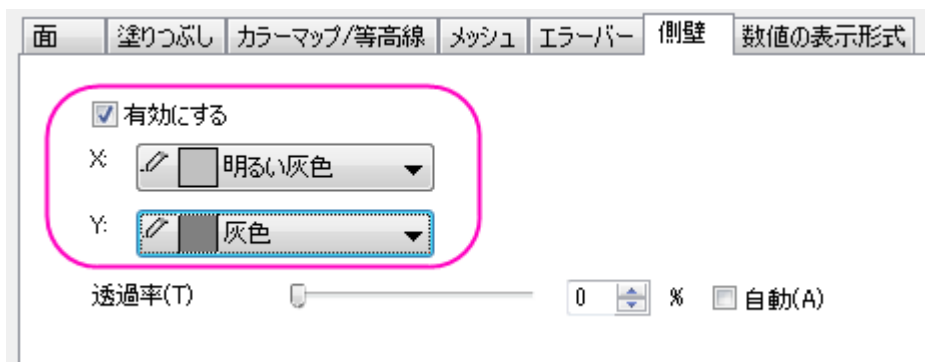 面 塗りつぶし カラーマップ/等高線 メッシュ エラーバー 側壁 数値の表示形式
有効にする
X: 明るい灰色
Y: 灰色
透過率(T) 0 % 自動(A)